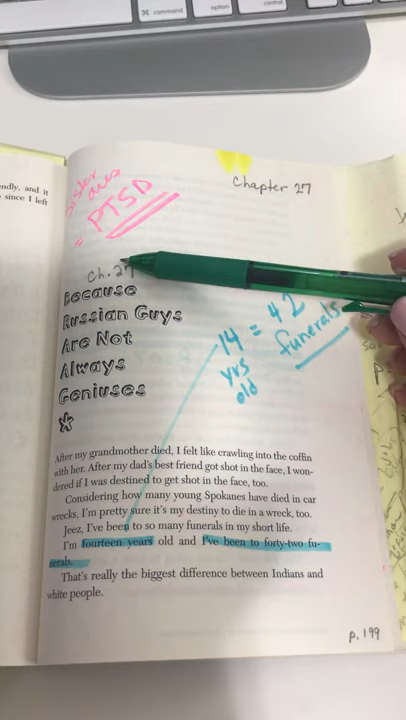 command
option
control
endly, and it
since I left
Chapter 27
Sister
dies
= PTSD
ch. 27
Because
Russian Guys
Are Not
Always
Geniuses
*
14 = 42
yrs
old
funerals
After my grandmother died, I felt like crawling into the coffin
with her. After my dad's best friend got shot in the face, I won-
dered if I was destined to get shot in the face, too.
Considering how many young Spokanes have died in car
wrecks, I'm pretty sure it's my destiny to die in a wreck, too.
Jeez, I've been to so many funerals in my short life.
I'm fourteen years old and I've been to forty-two fu-
nerals.
That's really the biggest difference between Indians and
white people.
p. 199